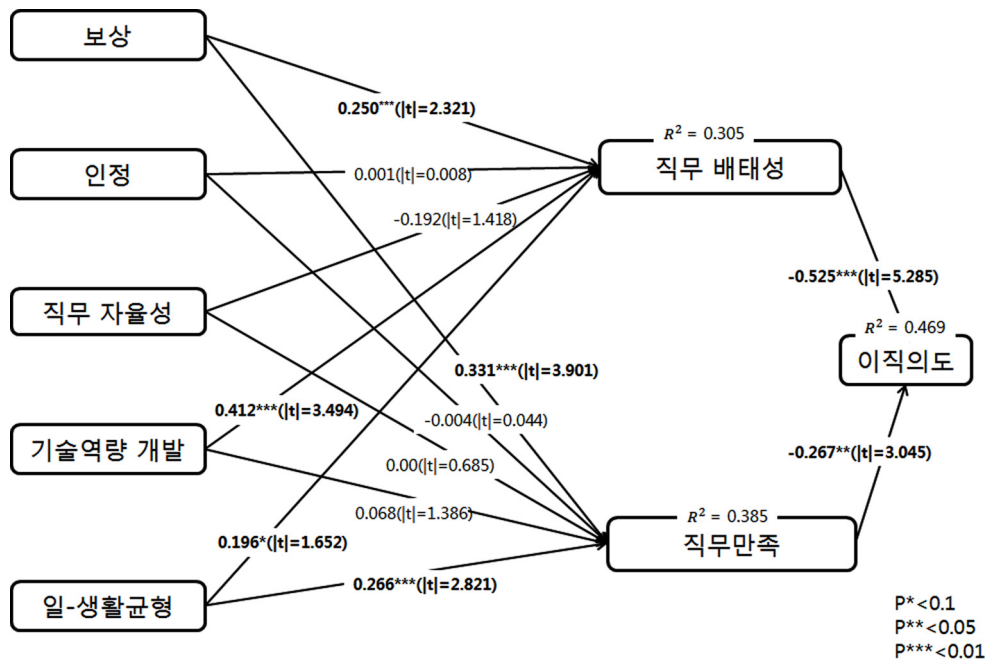 보상
0.250***(|t|=2.321)
R² = 0.305
인정
0.001(|t|=0.008)
직무 배태성
-0.192(|t|=1.418)
-0.525***(|t|=5.285)
직무 자율성
R² = 0.469
이직의도
0.331***(|t|=3.901)
0.412***(|t|=3.494)
-0.004(|t|=0.044)
기술역량 개발
-0.267**(|t|=3.045)
0.00(|t|=0.685)
0.068(|t|=1.386)
R² = 0.385
0.196*(|t|=1.652)
직무만족
0.266***(|t|=2.821)
일-생활균형
P*<0.1
P**<0.05
P***<0.01